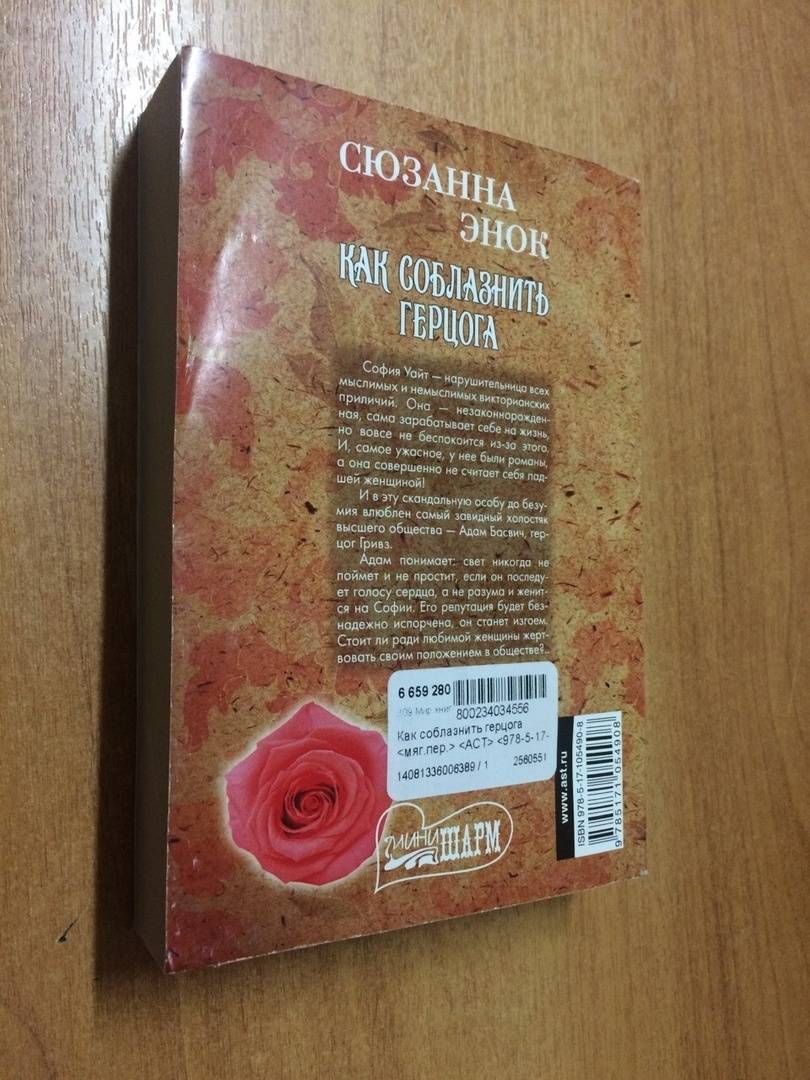 СЮЗАННА
ЭНОК
КАК СОБЛАЗНИТЬ
ГЕРЦОГА
София Уайт — нарушительница всех
мыслимых и немыслимых викторианских
приличий. Она — незаконнорожден-
ная, сама зарабатывает себе на жизнь,
но вовсе не беспокоится из-за этого.
И, самое ужасное, у нее были романы,
а она совершенно не считает себя пад-
шей женщиной!
И в эту скандальную особу до безу-
мия влюблен самый завидный холостяк
высшего общества — Адам Басвич, гер-
цог Гривз.
Адам понимает: свет никогда не
поймет и не простит, если он последу-
ет голосу сердца, а не разума и женит-
ся на Софии. Его репутация будет без-
надежно испорчена, он станет изгоем.
Стоит ли ради любимой женщины жерт-
вовать своим положением в обществе?..
6 659 280
309 Мир книг
800234034556
Как соблазнить герцога
<мяг.пер.> <АСТ> <978-5-17-
14081336006389 / 1 2560551
мини ШАРМ
www.ast.ru
ISBN 978-5-17-105490-8
9 785171 054908